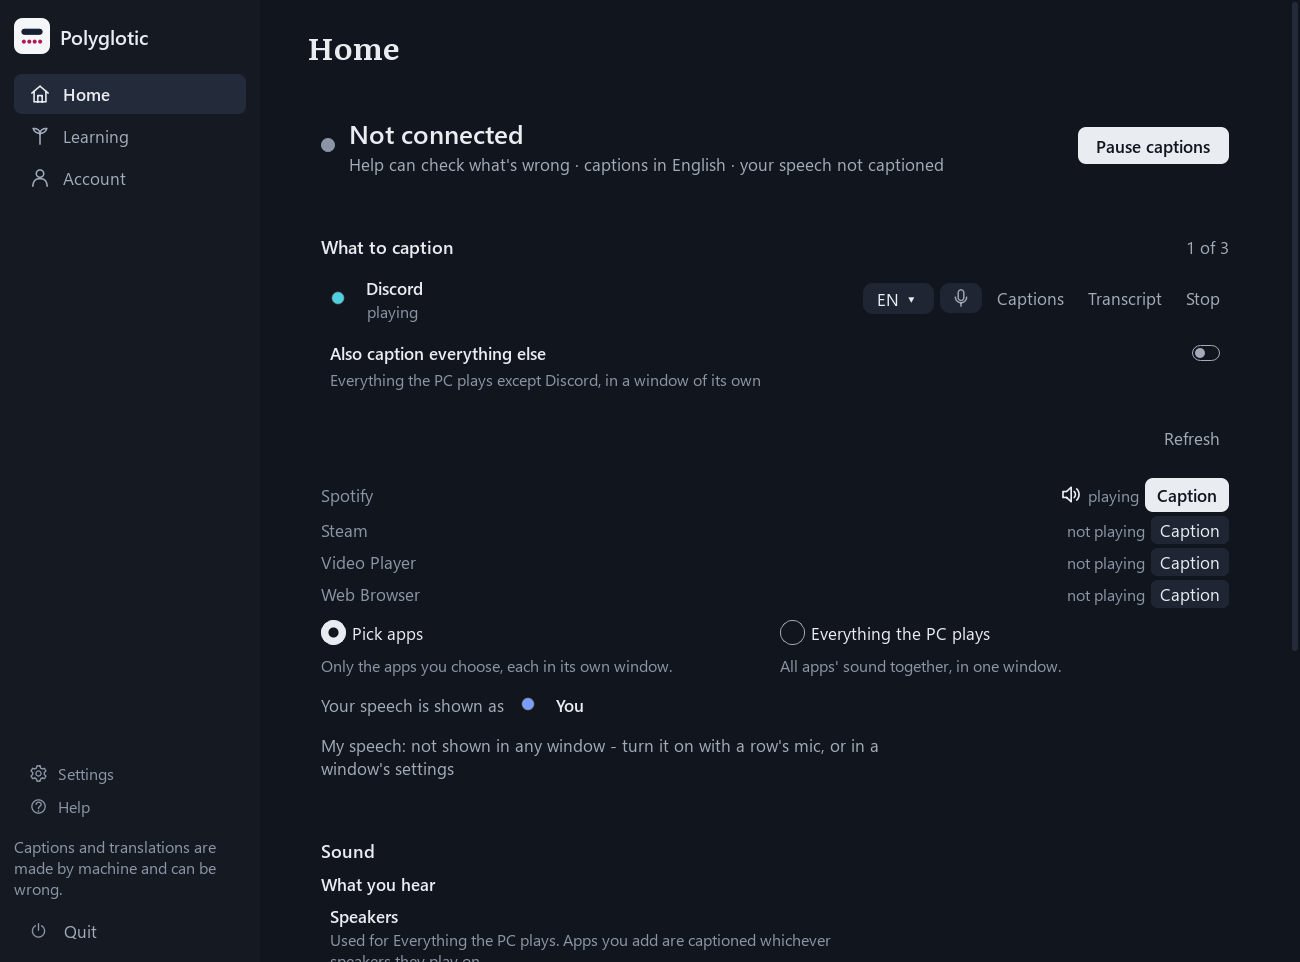 Polyglotic
Home
Learning
Account
Settings
Help
Captions and translations are
made by machine and can be
wrong.
Quit
Home
Not connected
Help can check what's wrong · captions in English · your speech not captioned
Pause captions
What to caption
1 of 3
Discord
playing
EN ▾
Captions
Transcript
Stop
Also caption everything else
Everything the PC plays except Discord, in a window of its own
Refresh
Spotify
playing
Caption
Steam
not playing
Caption
Video Player
not playing
Caption
Web Browser
not playing
Caption
Pick apps
Only the apps you choose, each in its own window.
Everything the PC plays
All apps' sound together, in one window.
Your speech is shown as
You
My speech: not shown in any window - turn it on with a row's mic, or in a
window's settings
Sound
What you hear
Speakers
Used for Everything the PC plays. Apps you add are captioned whichever
speakers they play on.